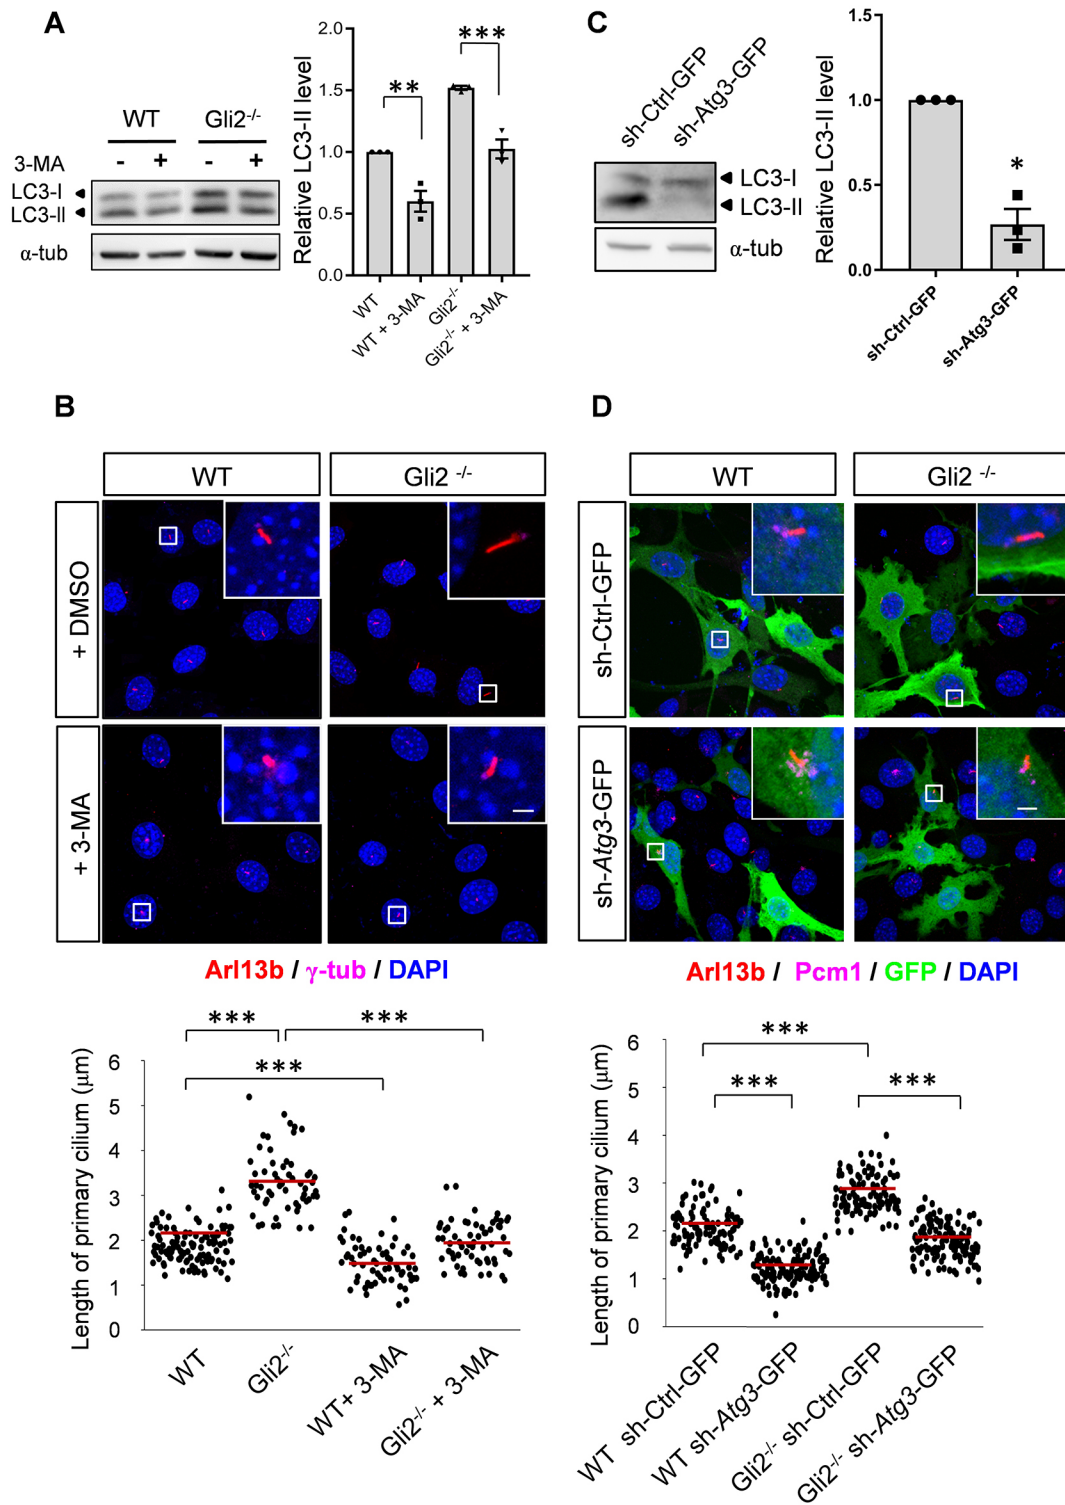 A
WT Gli2-/-
3-MA - + - +
LC3-I
LC3-II
α-tub
Relative LC3-II level
2.0
1.5
1.0
0.5
0.0
**
***
WT
WT + 3-MA
Gli2-/-
Gli2-/- + 3-MA
C
sh-Ctrl-GFP
sh-Atg3-GFP
LC3-I
LC3-II
α-tub
Relative LC3-II level
1.5
1.0
0.5
0.0
*
sh-Ctrl-GFP
sh-Atg3-GFP
B
WT
Gli2 -/-
+ DMSO
+ 3-MA
Arl13b / γ-tub / DAPI
Length of primary cilium (μm)
6
5
4
3
2
1
0
***
***
***
WT
Gli2-/-
WT+ 3-MA
Gli2-/- + 3-MA
D
WT
Gli2 -/-
sh-Ctrl-GFP
sh-Atg3-GFP
Arl13b / Pcm1 / GFP / DAPI
Length of primary cilium (μm)
6
5
4
3
2
1
0
***
***
***
WT sh-Ctrl-GFP
WT sh-Atg3-GFP
Gli2-/- sh-Ctrl-GFP
Gli2-/- sh-Atg3-GFP